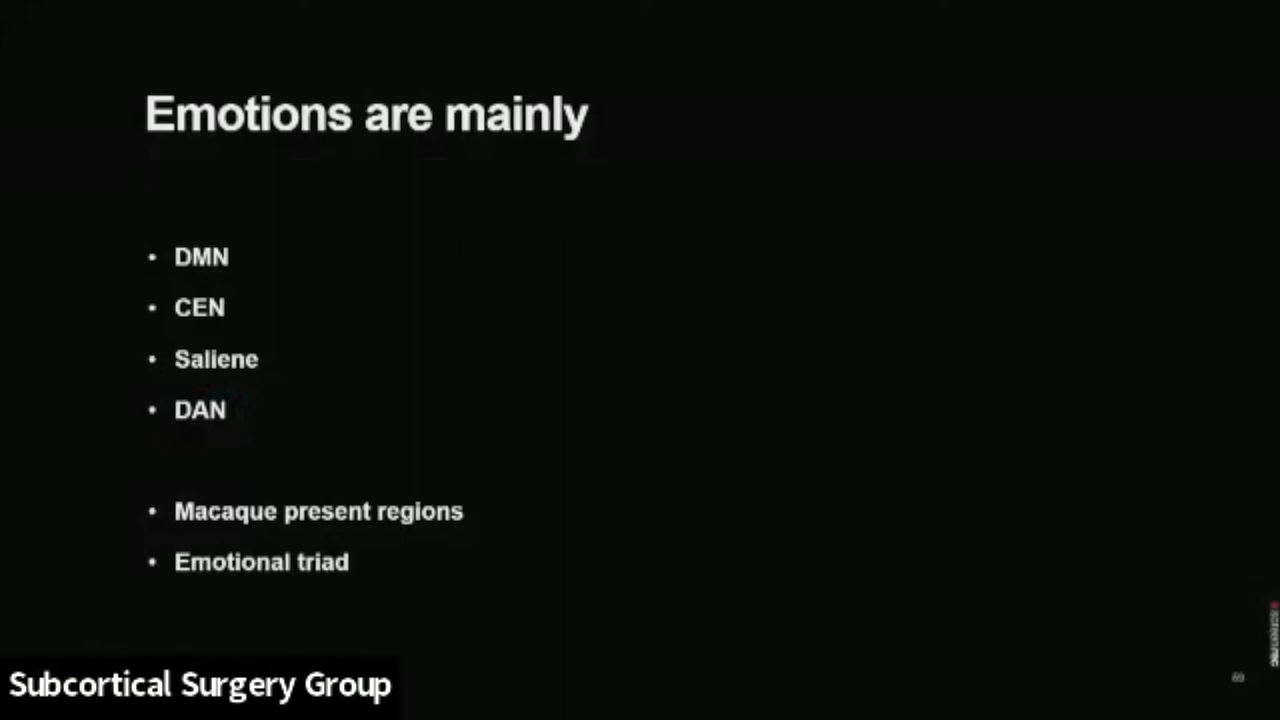 Emotions are mainly
• DMN
• CEN
• Saliene
• DAN
• Macaque present regions
• Emotional triad
Subcortical Surgery Group